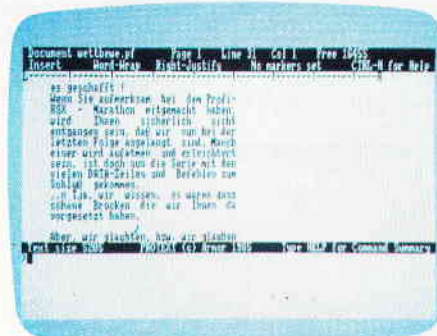 Document wettbewe.pf Page 1 Line 31 Col 1 Free 16455
Insert Word-Wrap Right-Justify No markers set CTRL-H for Help
es geschafft !
Wenn Sie aufmerksam bei dem Profi-
RSX - Marathon mitgemacht haben,
wird Ihnen sicherlich nicht
entgangen sein, daß wir nun bei der
letzten Folge angelangt sind. Manch
einer wird aufatmen und erleichtert
sein, ist doch nun die Serie mit den
vielen DATA-Zeilen und Befehlen zum
Schluß gekommen.
wir wissen, es waren ganz
schöne Brocken die wir Ihnen da
vorgesetzt haben.
Aber, wir glaubten, bzw. wir glauben
Text size 6205 PROTEXT (c) Arnor 1985 Type HELP for Command Summary